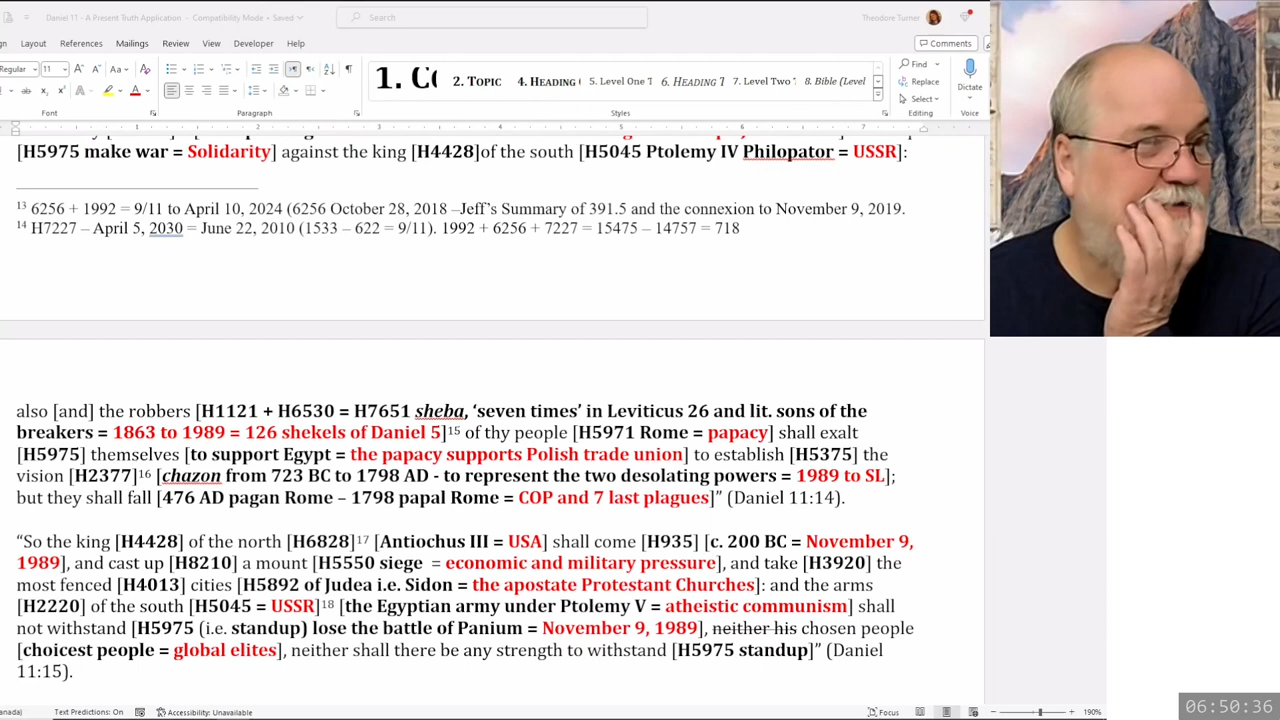 Daniel 11 - A Present Truth Application - Compatibility Mode • Saved
Search
Theodore Turner
Layout References Mailings Review View Developer Help
Comments
Regular 11
1. 2. Topic 4. Heading 5. Level One 6. Heading 7. Level Two 8. Bible (Level
Find
Replace
Select
Dictate
Font Paragraph Styles Editing Voice
1 2 3 4 5 6 7
[H5975 make war = Solidarity] against the king [H4428]of the south [H5045 Ptolemy IV Philopator = USSR]:
13 6256 + 1992 = 9/11 to April 10, 2024 (6256 October 28, 2018 –Jeff's Summary of 391.5 and the connexion to November 9, 2019.
14 H7227 – April 5, 2030 = June 22, 2010 (1533 – 622 = 9/11). 1992 + 6256 + 7227 = 15475 – 14757 = 718
also [and] the robbers [H1121 + H6530 = H7651 sheba, ‘seven times’ in Leviticus 26 and lit. sons of the
breakers = 1863 to 1989 = 126 shekels of Daniel 5]15 of thy people [H5971 Rome = papacy] shall exalt
[H5975] themselves [to support Egypt = the papacy supports Polish trade union] to establish [H5375] the
vision [H2377]16 [chazon from 723 BC to 1798 AD - to represent the two desolating powers = 1989 to SL];
but they shall fall [476 AD pagan Rome – 1798 papal Rome = COP and 7 last plagues]” (Daniel 11:14).
“So the king [H4428] of the north [H6828]17 [Antiochus III = USA] shall come [H935] [c. 200 BC = November 9,
1989], and cast up [H8210] a mount [H5550 siege = economic and military pressure], and take [H3920] the
most fenced [H4013] cities [H5892 of Judea i.e. Sidon = the apostate Protestant Churches]: and the arms
[H2220] of the south [H5045 = USSR]18 [the Egyptian army under Ptolemy V = atheistic communism] shall
not withstand [H5975 (i.e. standup) lose the battle of Panium = November 9, 1989], neither his chosen people
[choicest people = global elites], neither shall there be any strength to withstand [H5975 standup]” (Daniel
11:15).
anada) Text Predictions: On Accessibility: Unavailable Focus 190%
06:50:36